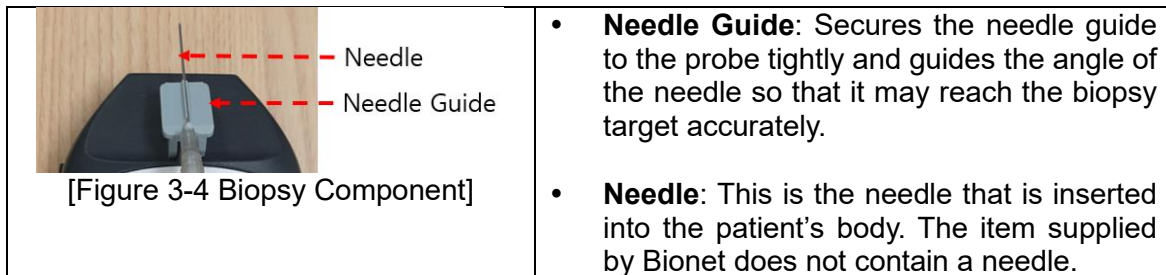 Needle
Needle Guide
[Figure 3-4 Biopsy Component]
• Needle Guide: Secures the needle guide
to the probe tightly and guides the angle of
the needle so that it may reach the biopsy
target accurately.
• Needle: This is the needle that is inserted
into the patient’s body. The item supplied
by Bionet does not contain a needle.